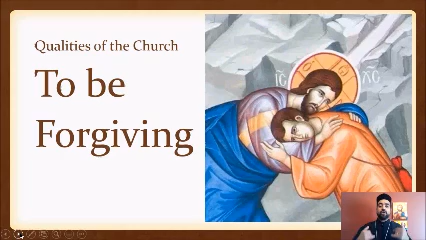 Qualities of the Church
To be
Forgiving
IC XC